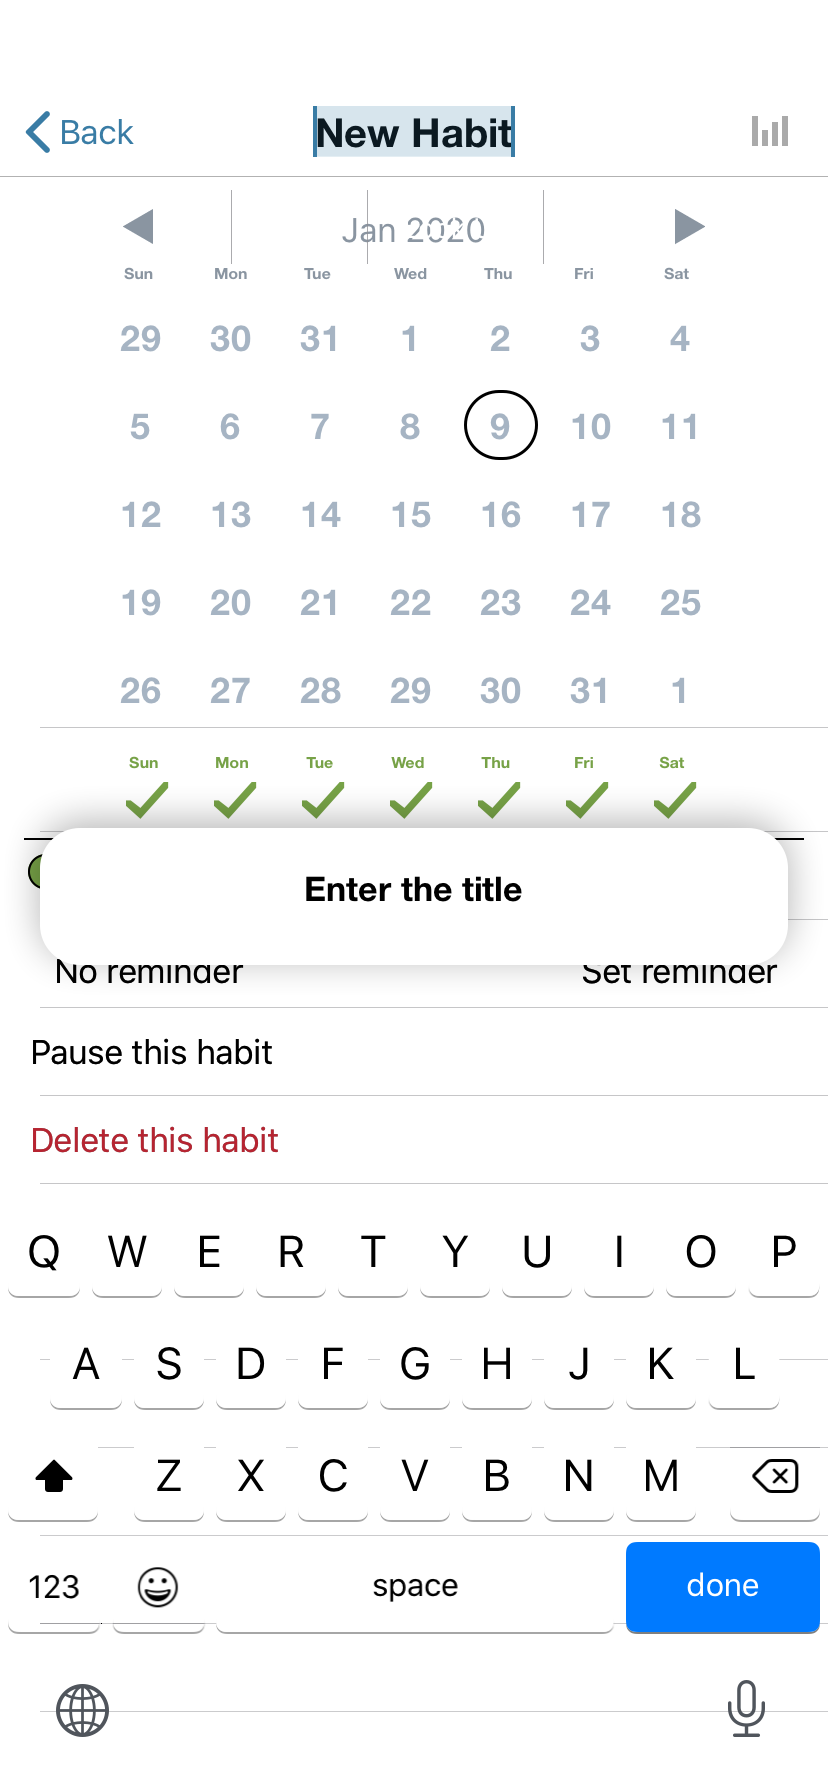 Back New Habit
Jan 2020
Sun Mon Tue Wed Thu Fri Sat
29 30 31 1 2 3 4
5 6 7 8 9 10 11
12 13 14 15 16 17 18
19 20 21 22 23 24 25
26 27 28 29 30 31 1
Sun Mon Tue Wed Thu Fri Sat
Enter the title
No reminder Set reminder
Pause this habit
Delete this habit
Q W E R T Y U I O P
A S D F G H J K L
Z X C V B N M
123 space done